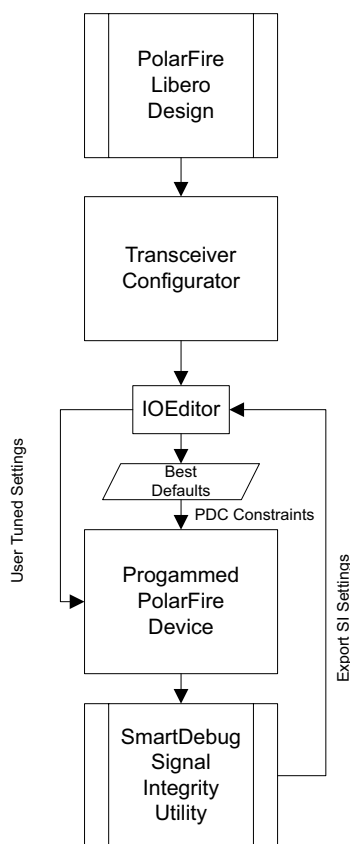 PolarFire
Libero
Design
Transceiver
Configurator
IOEditor
User Tuned Settings
Best
Defaults
PDC Constraints
Progammed
PolarFire
Device
Export SI Settings
SmartDebug
Signal
Integrity
Utility